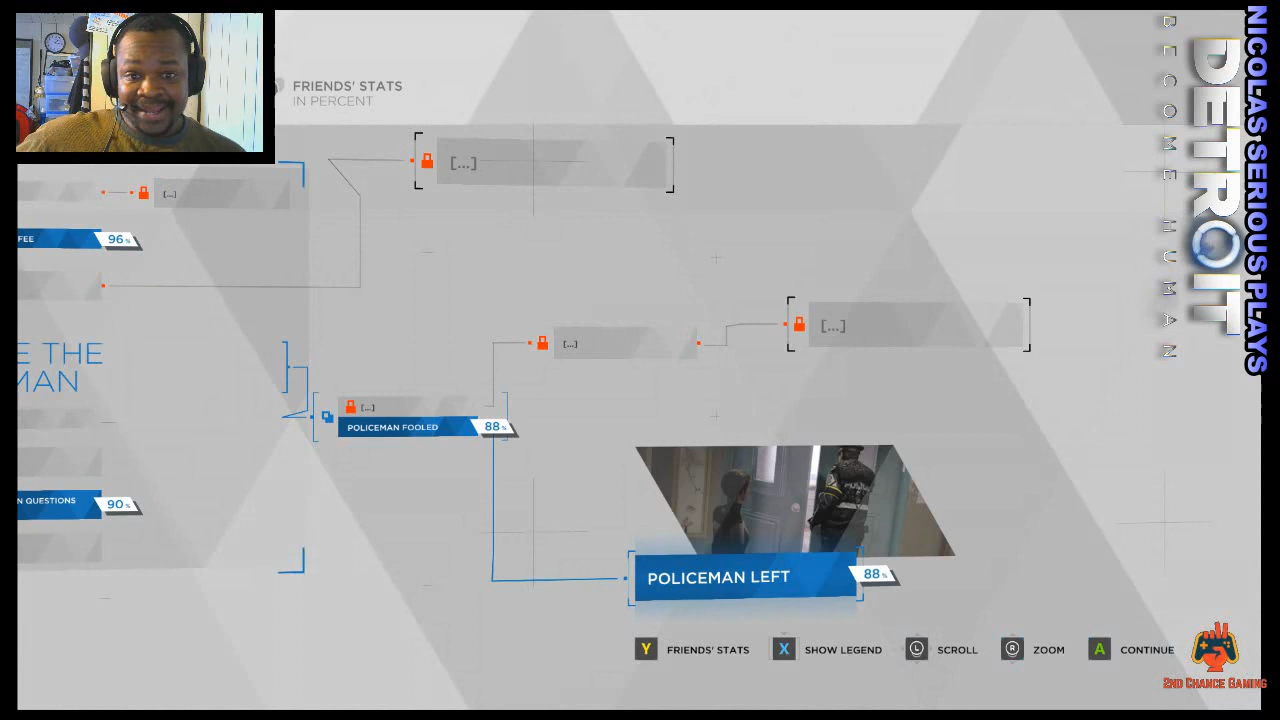 FRIENDS' STATS
IN PERCENT
[...]
[...]
FEE
96%
[...]
[...]
E THE
MAN
[...]
POLICEMAN FOOLED
88%
N QUESTIONS
90%
POLICEMAN LEFT
88%
Y FRIENDS' STATS X SHOW LEGEND L SCROLL R ZOOM A CONTINUE
BECOME HUMAN
DETROIT
NICOLAS SERIOUS PLAYS
2ND CHANCE GAMING